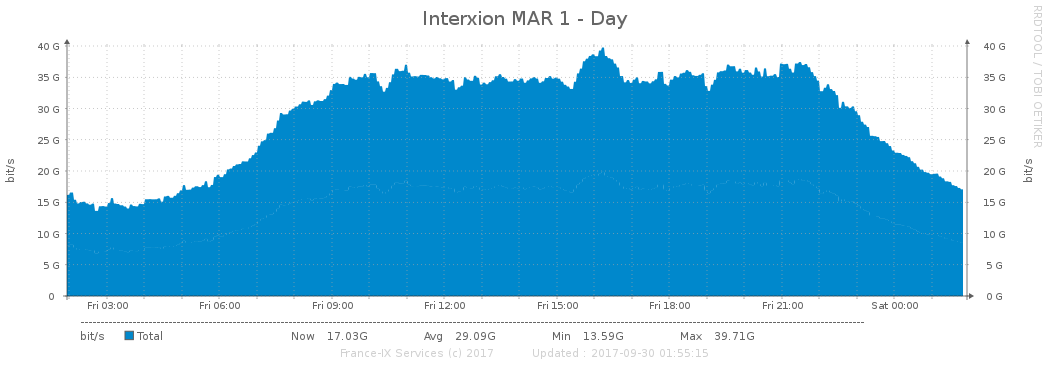 Interxion MAR 1 - Day
RRDTOOL / TOBI OETIKER
bit/s
40 G 40 G
35 G 35 G
30 G 30 G
25 G 25 G
20 G 20 G
15 G 15 G
10 G 10 G
5 G 5 G
0 0 G
bit/s
Fri 03:00 Fri 06:00 Fri 09:00 Fri 12:00 Fri 15:00 Fri 18:00 Fri 21:00 Sat 00:00
bit/s Total Now 17.03G Avg 29.09G Min 13.59G Max 39.71G
France-IX Services (c) 2017 Updated : 2017-09-30 01:55:15